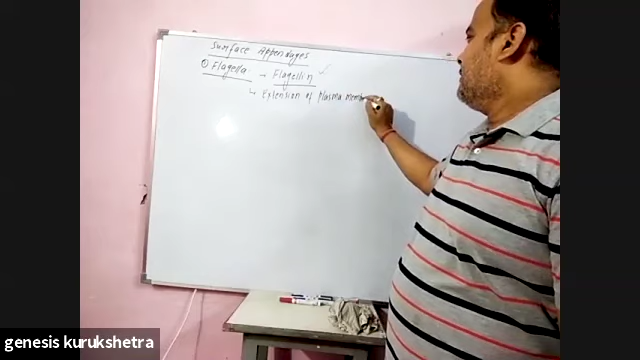 Surface Appendages
① Flagella → Flagellin ✓
↳ Extension of plasma memb
genesis kurukshetra